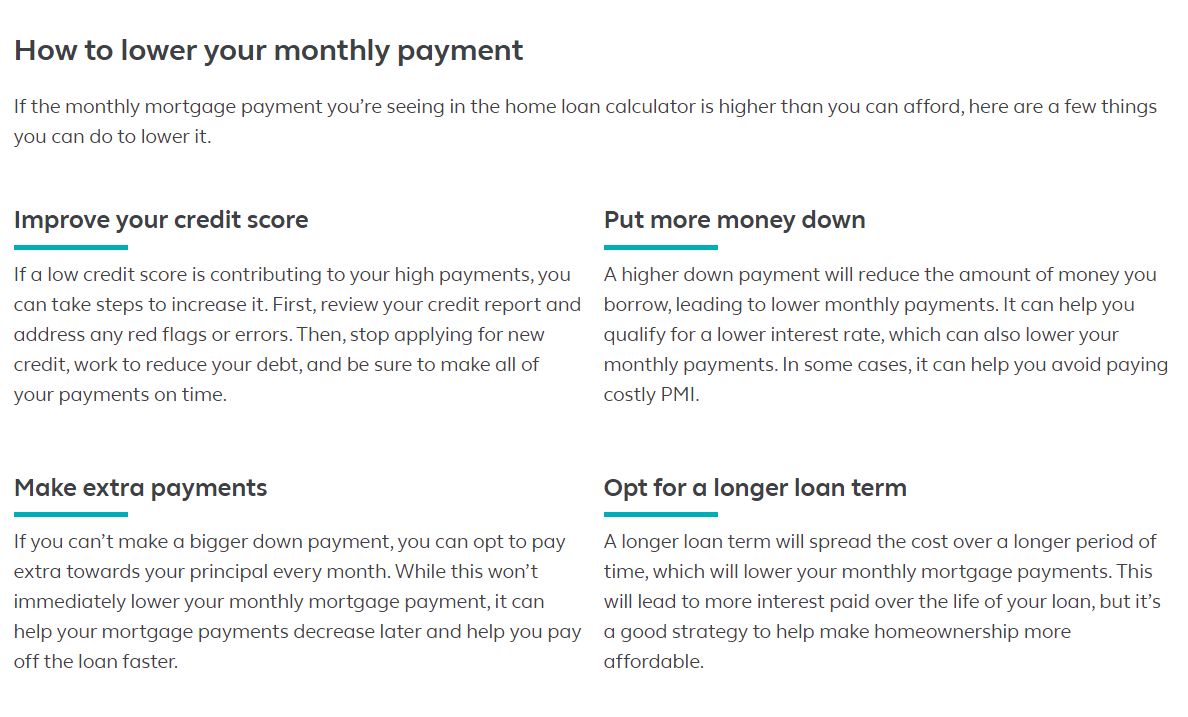 How to lower your monthly payment
If the monthly mortgage payment you’re seeing in the home loan calculator is higher than you can afford, here are a few things
you can do to lower it.
Improve your credit score
If a low credit score is contributing to your high payments, you
can take steps to increase it. First, review your credit report and
address any red flags or errors. Then, stop applying for new
credit, work to reduce your debt, and be sure to make all of
your payments on time.
Put more money down
A higher down payment will reduce the amount of money you
borrow, leading to lower monthly payments. It can help you
qualify for a lower interest rate, which can also lower your
monthly payments. In some cases, it can help you avoid paying
costly PMI.
Make extra payments
If you can’t make a bigger down payment, you can opt to pay
extra towards your principal every month. While this won’t
immediately lower your monthly mortgage payment, it can
help your mortgage payments decrease later and help you pay
off the loan faster.
Opt for a longer loan term
A longer loan term will spread the cost over a longer period of
time, which will lower your monthly mortgage payments. This
will lead to more interest paid over the life of your loan, but it’s
a good strategy to help make homeownership more
affordable.